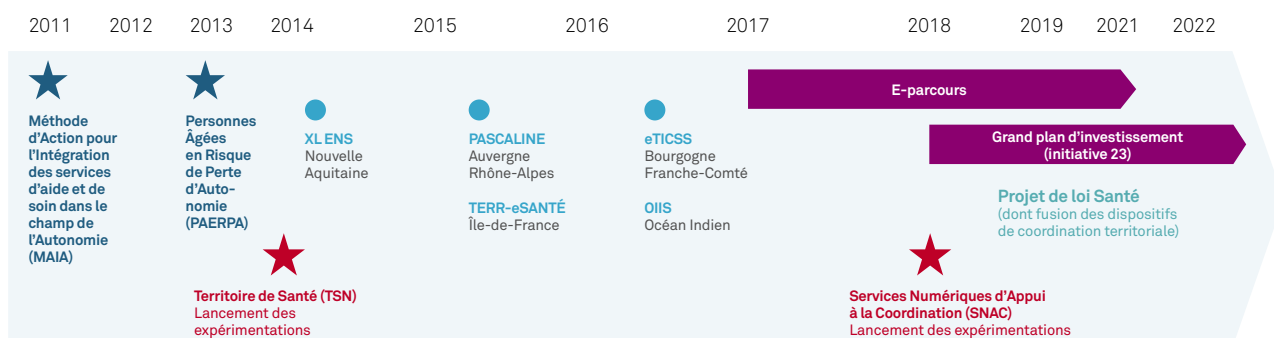 2011 2012 2013 2014 2015 2016 2017 2018 2019 2021 2022
Méthode
d'Action pour
l'Intégration
des services
d'aide et de
soin dans le
champ de
l'Autonomie
(MAIA)
Personnes
Âgées
en Risque
de Perte
d'Auto-
nomie
(PAERPA)
Territoire de Santé (TSN)
Lancement des
expérimentations
XL ENS
Nouvelle
Aquitaine
PASCALINE
Auvergne
Rhône-Alpes
TERR-eSANTÉ
Île-de-France
eTICSS
Bourgogne
Franche-Comté
OIIS
Océan Indien
E-parcours
Grand plan d'investissement
(initiative 23)
Projet de loi Santé
(dont fusion des dispositifs
de coordination territoriale)
Services Numériques d'Appui
à la Coordination (SNAC)
Lancement des expérimentations